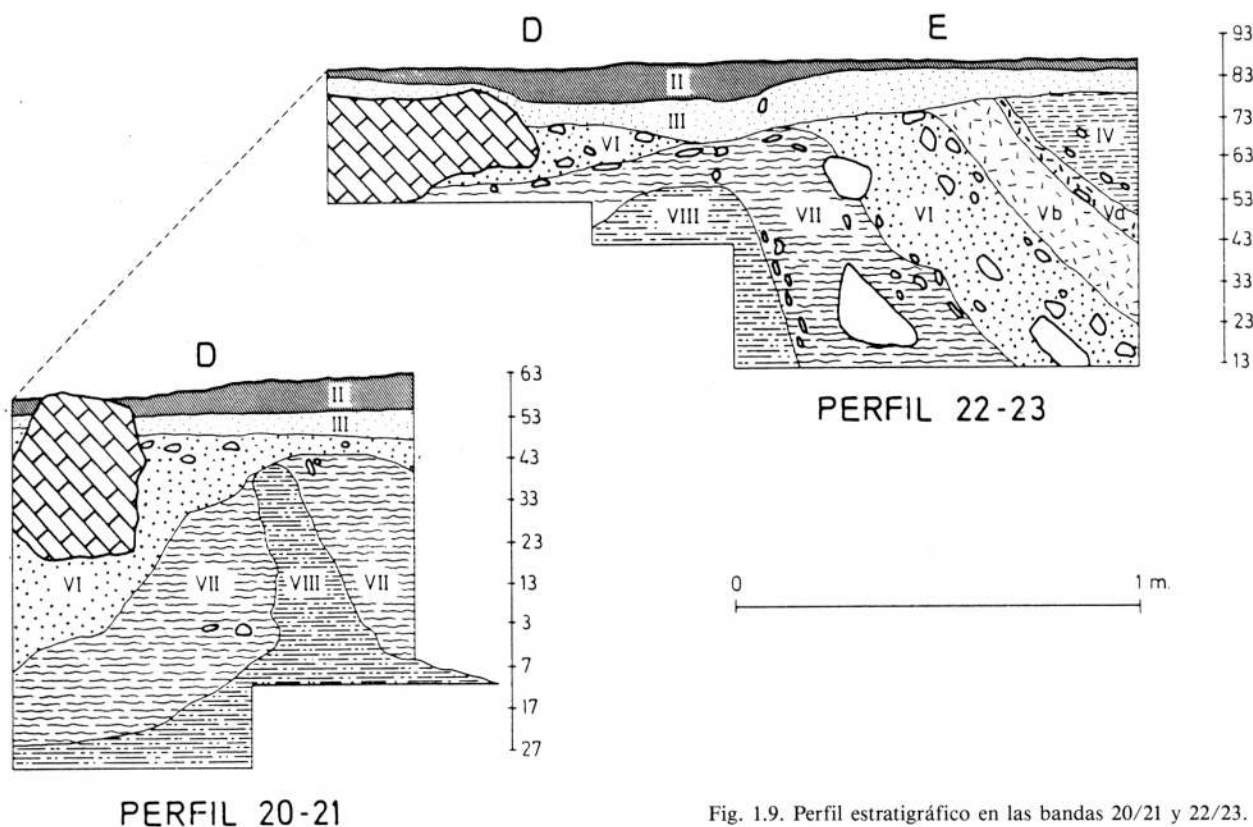 D
E
93
83
73
63
53
43
33
23
13
II
III
VI
IV
VIII
VII
VI
Vb
Va
PERFIL 22-23
D
63
53
43
33
23
13
3
7
17
27
II
III
VI
VII
VIII
VII
0
1 m.
PERFIL 20-21
Fig. 1.9. Perfil estratigráfico en las bandas 20/21 y 22/23.